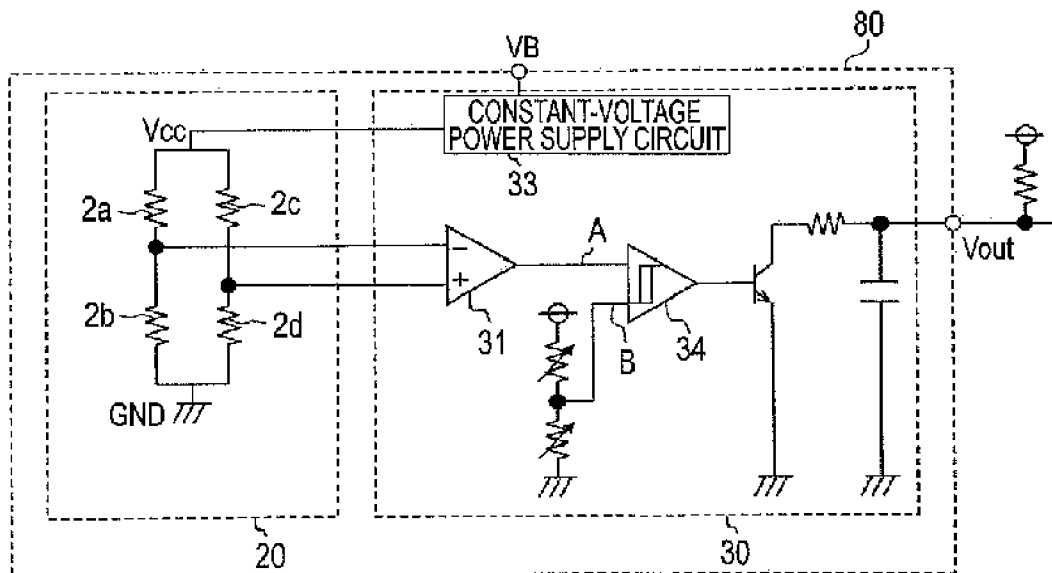 80
VB
CONSTANT-VOLTAGE
POWER SUPPLY CIRCUIT
33
Vcc
2a
2c
2b
2d
GND
−
+
31
A
B
34
Vout
20
30